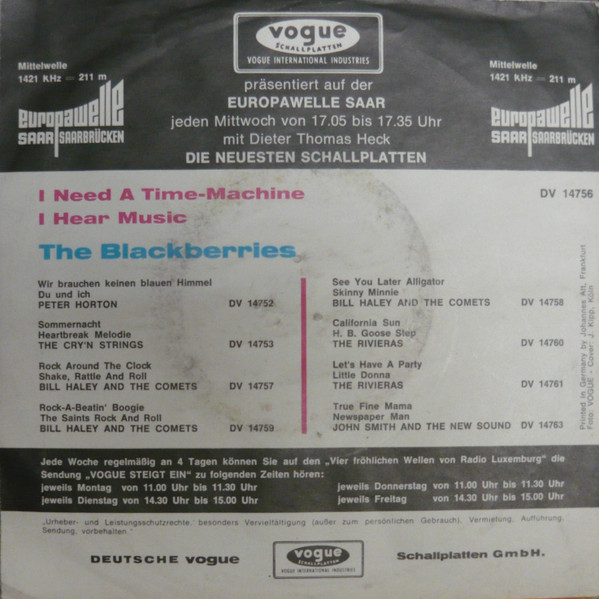 vogue
SCHALLPLATTEN
VOGUE INTERNATIONAL INDUSTRIES
Mittelwelle
1421 KHz — 211 m
europawelle
SAAR SAARBRÜCKEN
präsentiert auf der
EUROPAWELLE SAAR
jeden Mittwoch von 17.05 bis 17.35 Uhr
mit Dieter Thomas Heck
DIE NEUESTEN SCHALLPLATTEN
Mittelwelle
1421 KHz — 211 m
europawelle
SAAR SAARBRÜCKEN
I Need A Time-Machine
I Hear Music
DV 14756
The Blackberries
Wir brauchen keinen blauen Himmel
Du und ich
PETER HORTON DV 14752
Sommernacht
Heartbreak Melodie
THE CRY'N STRINGS DV 14753
Rock Around The Clock
Shake, Rattle And Roll
BILL HALEY AND THE COMETS DV 14757
Rock-A-Beatin' Boogie
The Saints Rock And Roll
BILL HALEY AND THE COMETS DV 14759
See You Later Alligator
Skinny Minnie
BILL HALEY AND THE COMETS DV 14758
California Sun
H. B. Goose Step
THE RIVIERAS DV 14760
Let's Have A Party
Little Donna
THE RIVIERAS DV 14761
True Fine Mama
Newspaper Man
JOHN SMITH AND THE NEW SOUND DV 14763
Printed in Germany by Johannes Alt, Frankfurt
Foto: VOGUE - Cover: J. Kipp, Köln
Jede Woche regelmäßig an 4 Tagen können Sie auf den „Vier fröhlichen Wellen von Radio Luxemburg" die
Sendung „VOGUE STEIGT EIN" zu folgenden Zeiten hören:
jeweils Montag von 11.00 Uhr bis 11.30 Uhr jeweils Donnerstag von 11.00 Uhr bis 11.30 Uhr
jeweils Dienstag von 14.30 Uhr bis 15.00 Uhr jeweils Freitag von 14.30 Uhr bis 15.00 Uhr
„Urheber- und Leistungsschutzrechte, besonders Vervielfältigung (außer zum persönlichen Gebrauch), Vermietung, Aufführung,
Sendung, vorbehalten."
DEUTSCHE vogue
vogue
SCHALLPLATTEN
VOGUE INTERNATIONAL INDUSTRIES
Schallplatten GmbH.